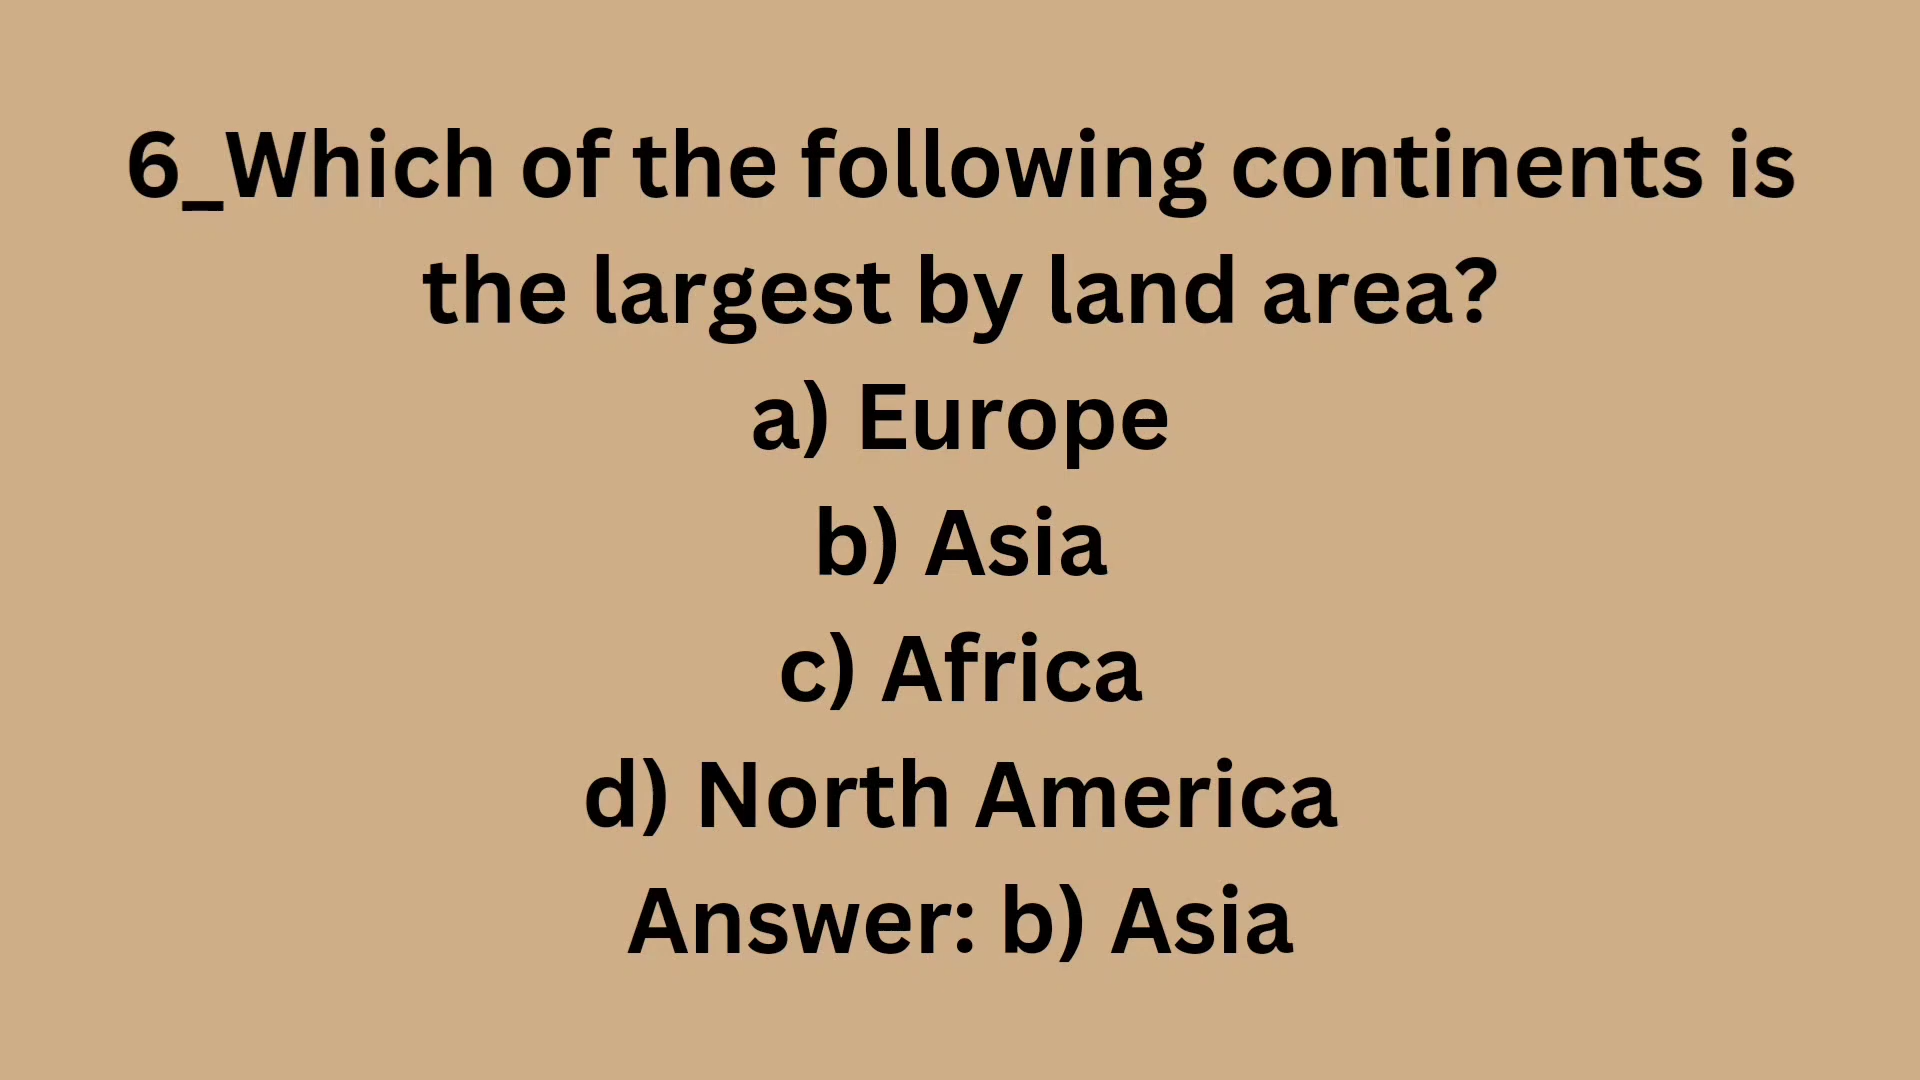 6_Which of the following continents is
the largest by land area?
a) Europe
b) Asia
c) Africa
d) North America
Answer: b) Asia